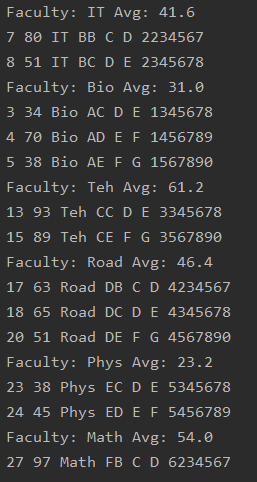 Faculty: IT Avg: 41.6
7 80 IT BB C D 2234567
8 51 IT BC D E 2345678
Faculty: Bio Avg: 31.0
3 34 Bio AC D E 1345678
4 70 Bio AD E F 1456789
5 38 Bio AE F G 1567890
Faculty: Teh Avg: 61.2
13 93 Teh CC D E 3345678
15 89 Teh CE F G 3567890
Faculty: Road Avg: 46.4
17 63 Road DB C D 4234567
18 65 Road DC D E 4345678
20 51 Road DE F G 4567890
Faculty: Phys Avg: 23.2
23 38 Phys EC D E 5345678
24 45 Phys ED E F 5456789
Faculty: Math Avg: 54.0
27 97 Math FB C D 6234567